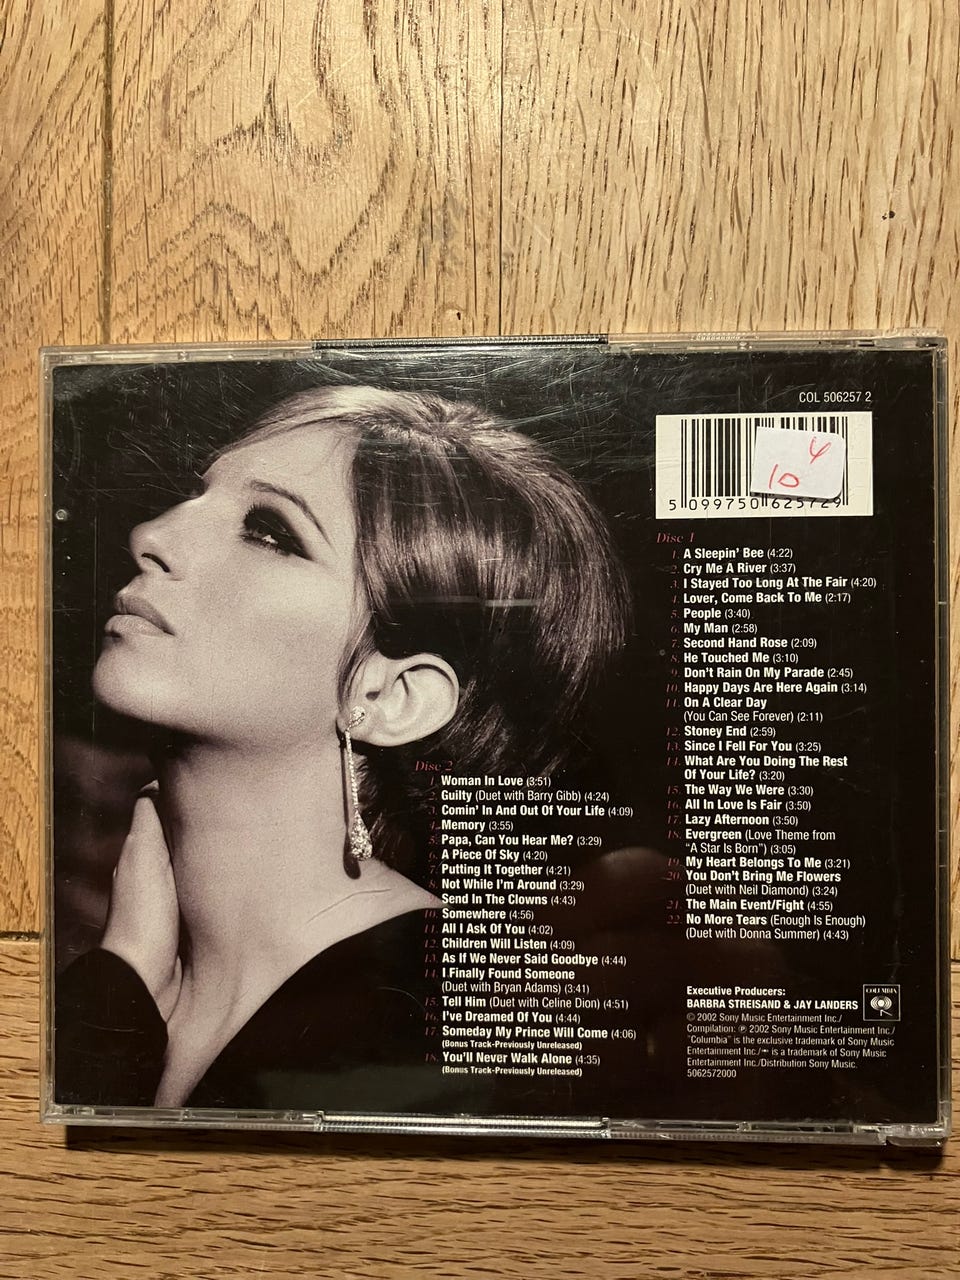 COL 506257 2
4
10
5 099750 625729
Disc 1
1. A Sleepin' Bee (4:22)
2. Cry Me A River (3:37)
3. I Stayed Too Long At The Fair (4:20)
4. Lover, Come Back To Me (2:17)
5. People (3:40)
6. My Man (2:58)
7. Second Hand Rose (2:09)
8. He Touched Me (3:10)
9. Don't Rain On My Parade (2:45)
10. Happy Days Are Here Again (3:14)
11. On A Clear Day
(You Can See Forever) (2:11)
12. Stoney End (2:59)
13. Since I Fell For You (3:25)
14. What Are You Doing The Rest
Of Your Life? (3:20)
15. The Way We Were (3:30)
16. All In Love Is Fair (3:50)
17. Lazy Afternoon (3:50)
18. Evergreen (Love Theme from
"A Star Is Born") (3:05)
19. My Heart Belongs To Me (3:21)
20. You Don't Bring Me Flowers
(Duet with Neil Diamond) (3:24)
21. The Main Event/Fight (4:55)
22. No More Tears (Enough Is Enough)
(Duet with Donna Summer) (4:43)
Disc 2
1. Woman In Love (3:51)
2. Guilty (Duet with Barry Gibb) (4:24)
3. Comin' In And Out Of Your Life (4:09)
4. Memory (3:55)
5. Papa, Can You Hear Me? (3:29)
6. A Piece Of Sky (4:20)
7. Putting It Together (4:21)
8. Not While I'm Around (3:29)
Send In The Clowns (4:43)
10. Somewhere (4:56)
11. All I Ask Of You (4:02)
12. Children Will Listen (4:09)
13. As If We Never Said Goodbye (4:44)
14. I Finally Found Someone
(Duet with Bryan Adams) (3:41)
15. Tell Him (Duet with Celine Dion) (4:51)
16. I've Dreamed Of You (4:44)
17. Someday My Prince Will Come (4:06)
(Bonus Track-Previously Unreleased)
18. You'll Never Walk Alone (4:35)
(Bonus Track-Previously Unreleased)
Executive Producers:
BARBRA STREISAND & JAY LANDERS
© 2002 Sony Music Entertainment Inc./
Compilation: ℗ 2002 Sony Music Entertainment Inc./
"Columbia" is the exclusive trademark of Sony Music
Entertainment Inc./ is a trademark of Sony Music
Entertainment Inc./Distribution Sony Music.
5062572000
COLUMBIA